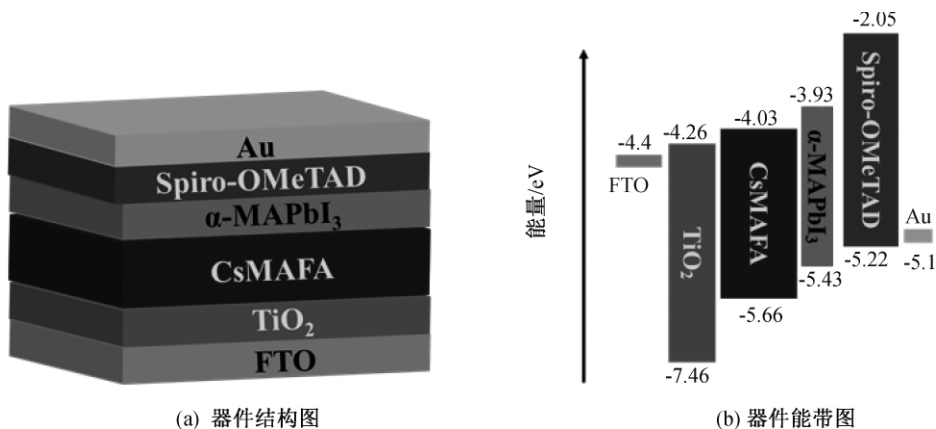 Au
Spiro-OMeTAD
α-MAPbI₃
CsMAFA
TiO₂
FTO
(a) 器件结构图
能量/eV
-4.4
FTO
-4.26
TiO₂
-7.46
-4.03
CsMAFA
-5.66
-3.93
α-MAPbI₃
-5.43
-2.05
Spiro-OMeTAD
-5.22
Au
-5.1
(b) 器件能带图